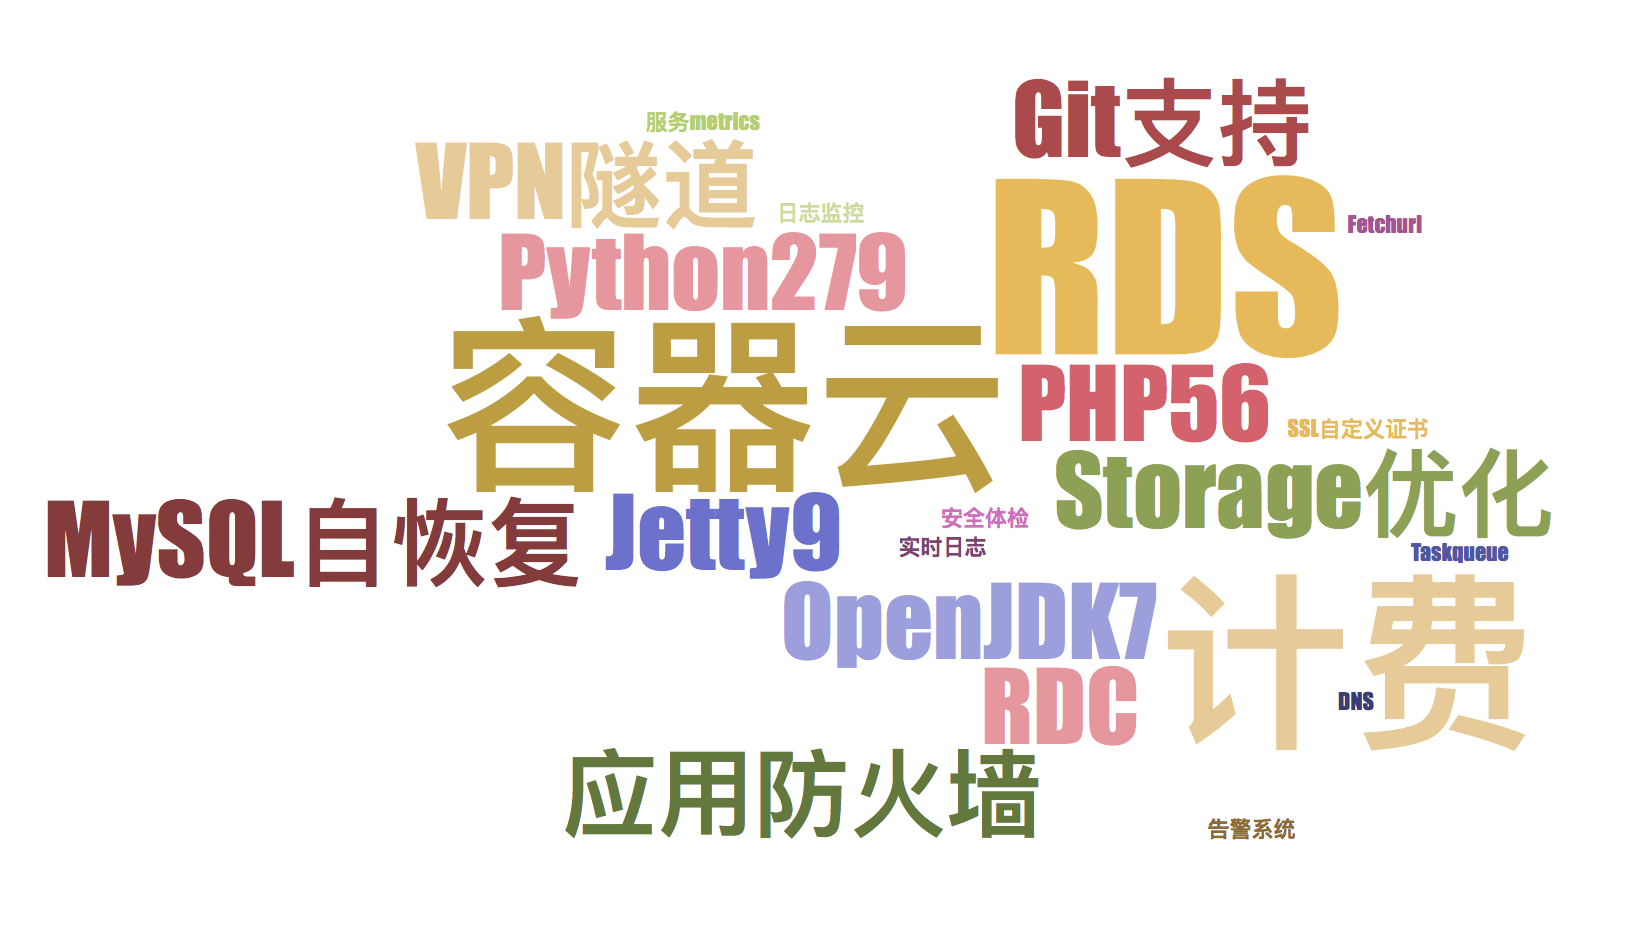 Git支持
服务metrics
VPN隧道
日志监控
RDS
Fetchurl
Python279
容器云
PHP56
SSL自定义证书
Storage优化
MySQL自恢复
Jetty9
安全体检
实时日志
Taskqueue
OpenJDK7
计费
RDC
DNS
应用防火墙
告警系统